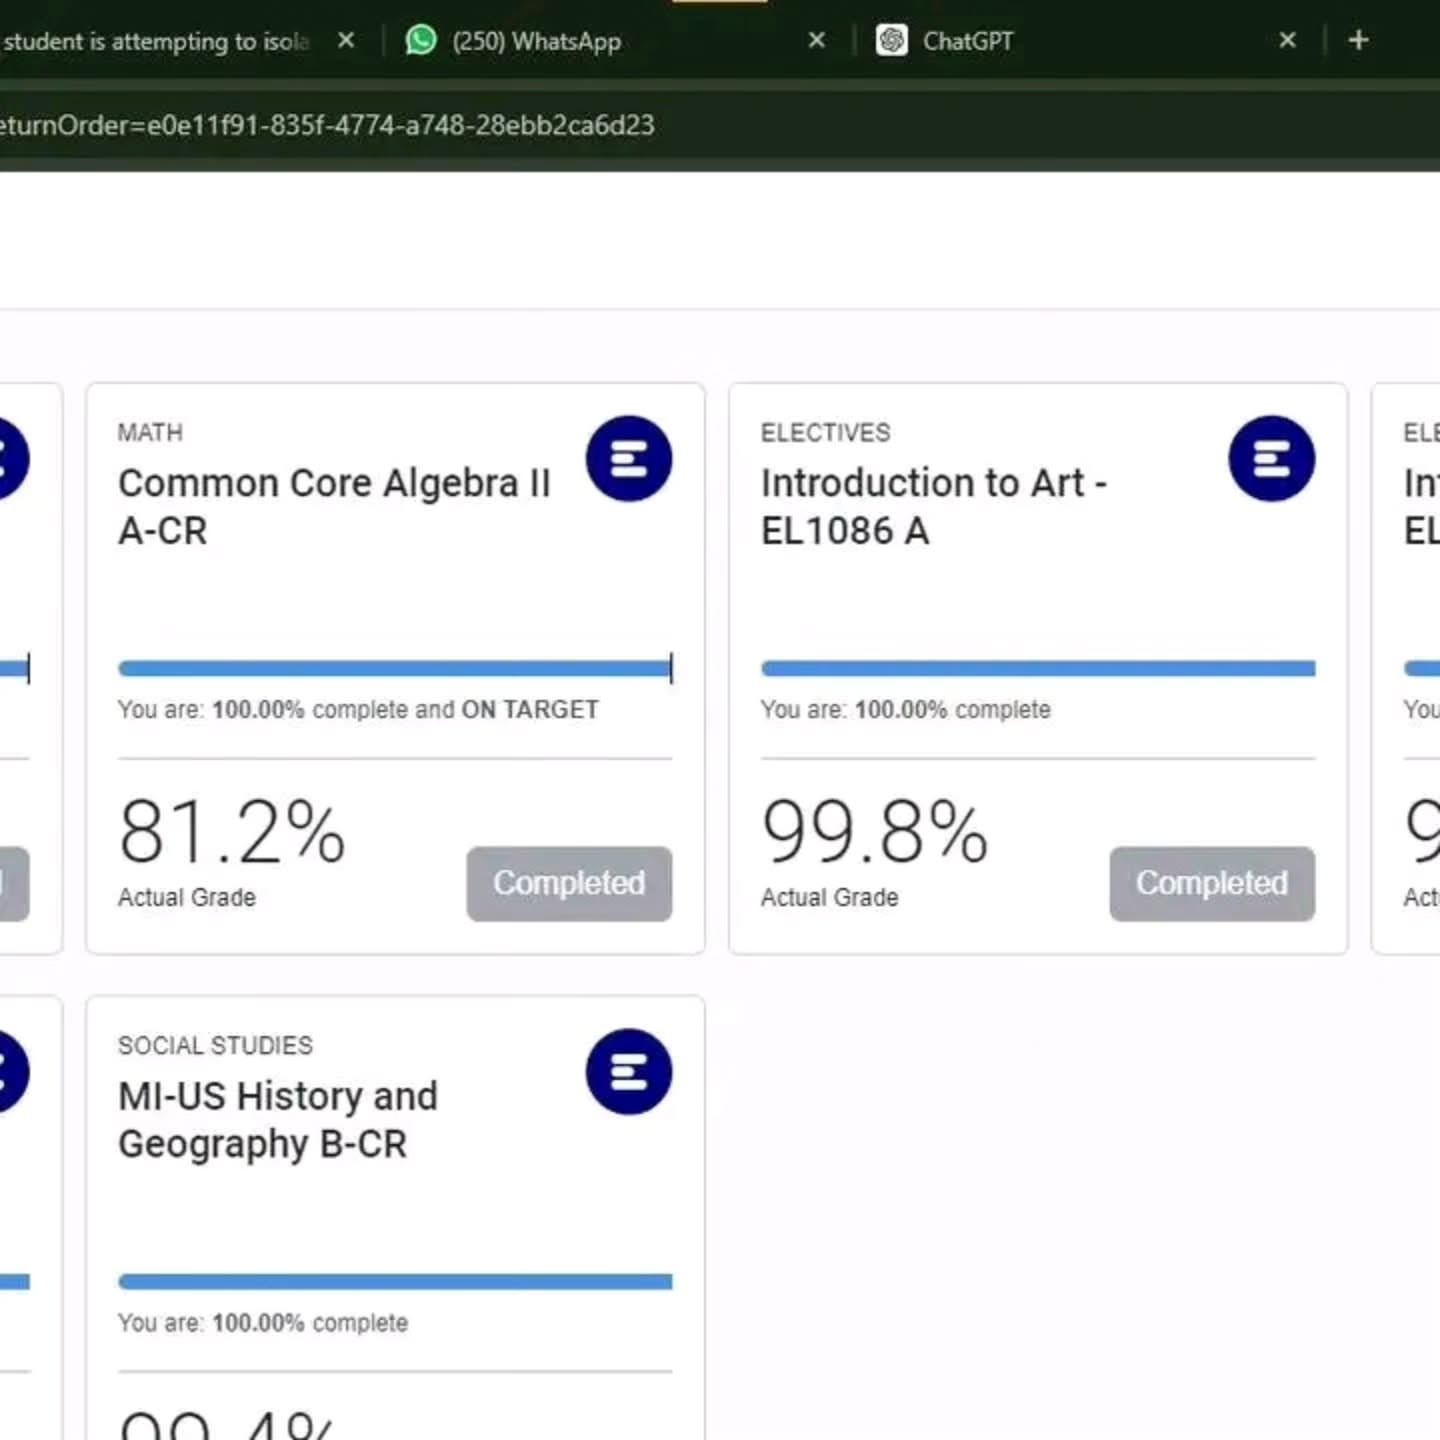 student is attempting to isola
(250) WhatsApp
ChatGPT
eturnOrder=e0e11f91-835f-4774-a748-28ebb2ca6d23
MATH
Common Core Algebra II
A-CR
You are: 100.00% complete and ON TARGET
81.2%
Actual Grade
Completed
ELECTIVES
Introduction to Art -
EL1086 A
You are: 100.00% complete
99.8%
Actual Grade
Completed
ELE
EL
You
9
Act
SOCIAL STUDIES
MI-US History and
Geography B-CR
You are: 100.00% complete
99.4%